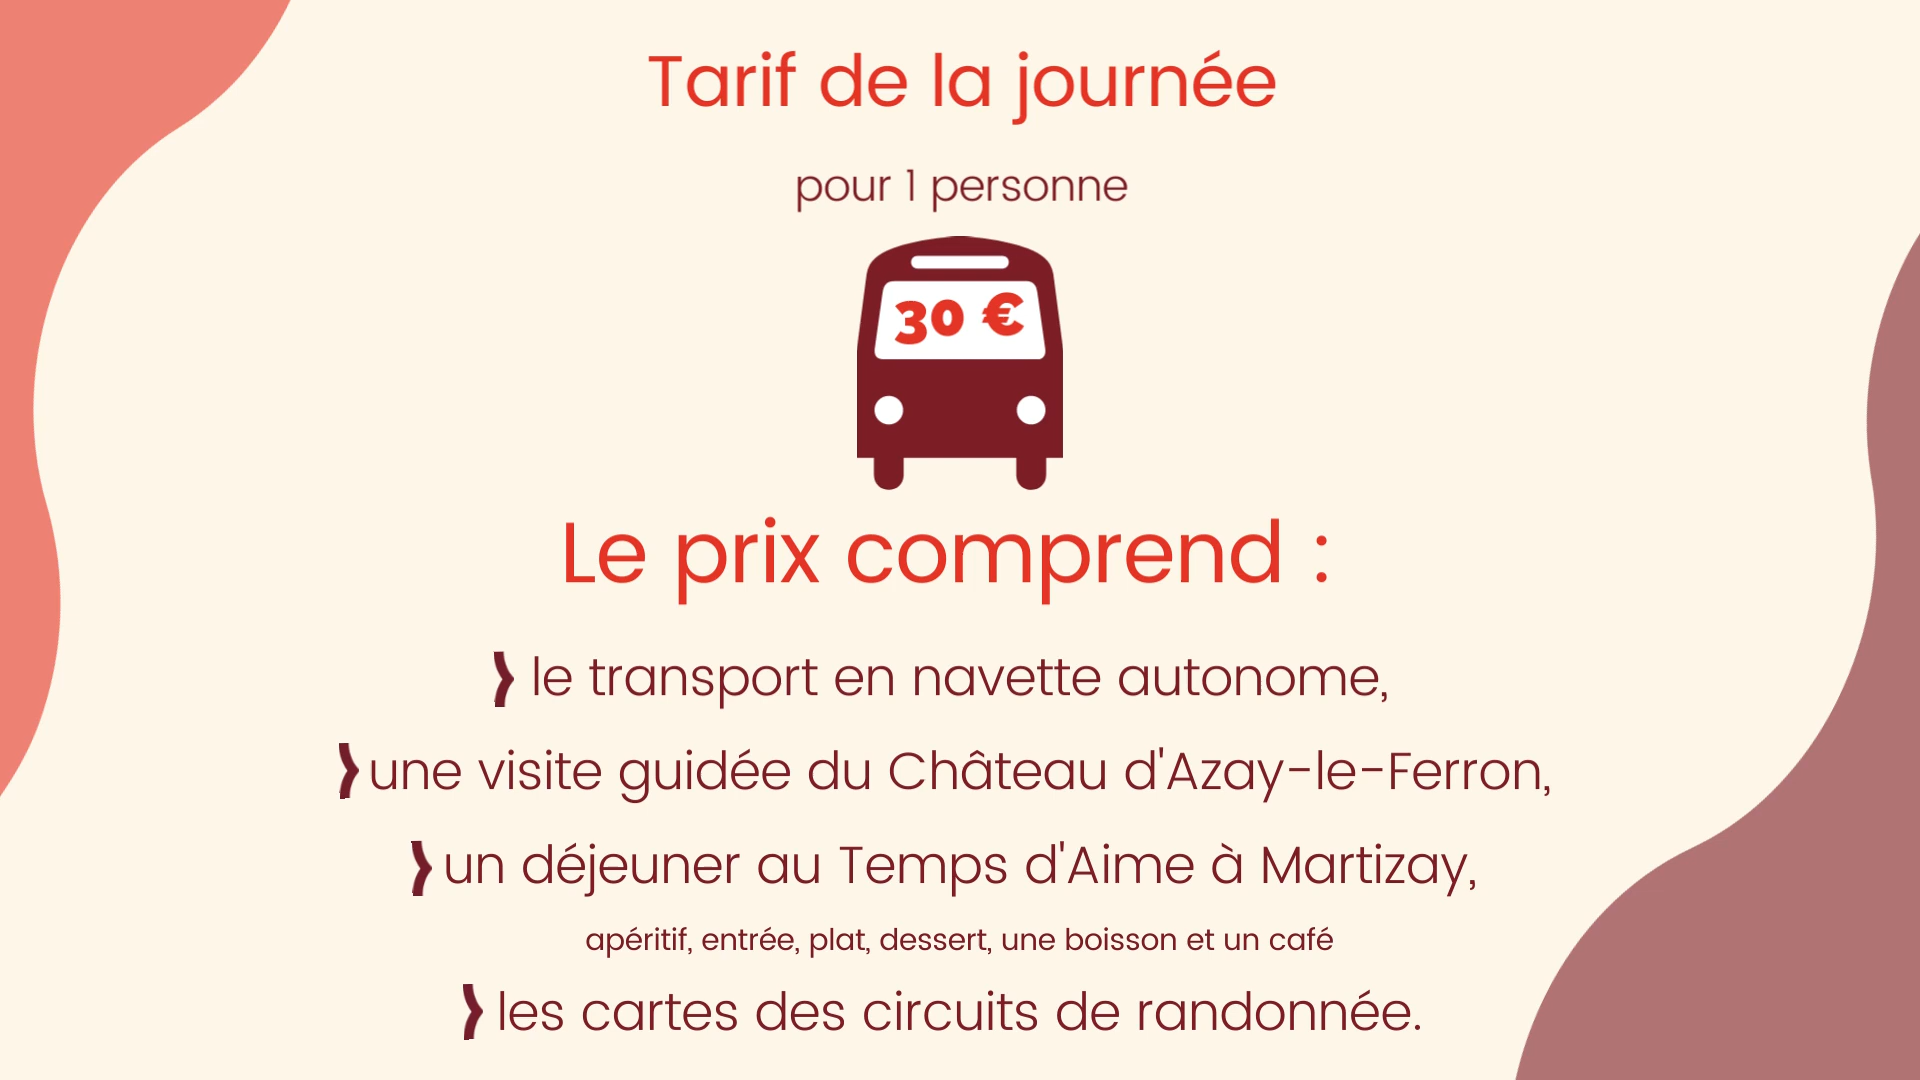 Tarif de la journée
pour 1 personne
30 €
Le prix comprend :
le transport en navette autonome,
une visite guidée du Château d'Azay-le-Ferron,
un déjeuner au Temps d'Aime à Martizay,
apéritif, entrée, plat, dessert, une boisson et un café
les cartes des circuits de randonnée.